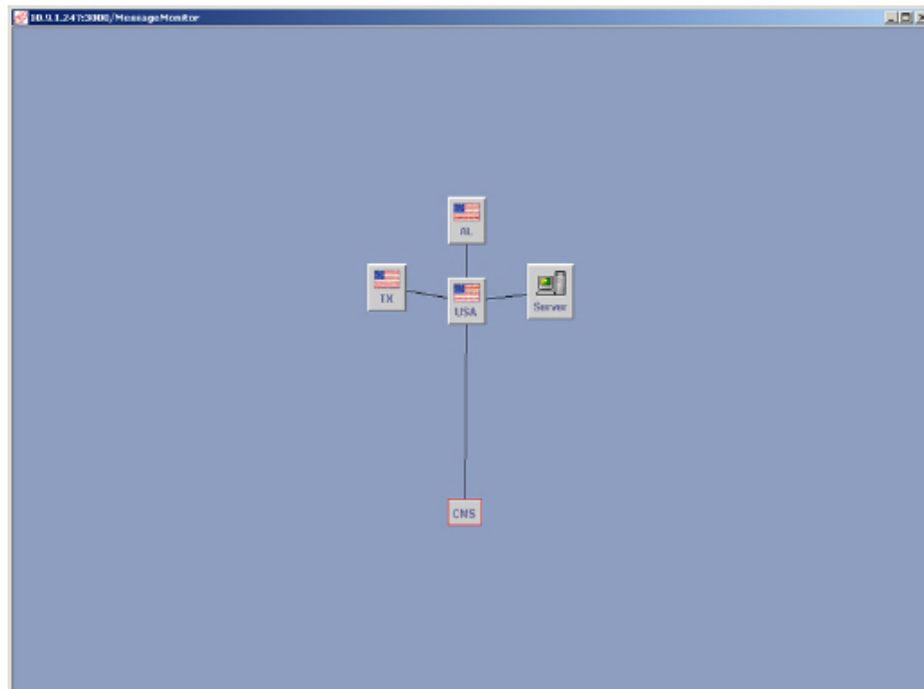 10.9.1.247:3000/MessageMonitor
AL
TX
USA
Server
CMS